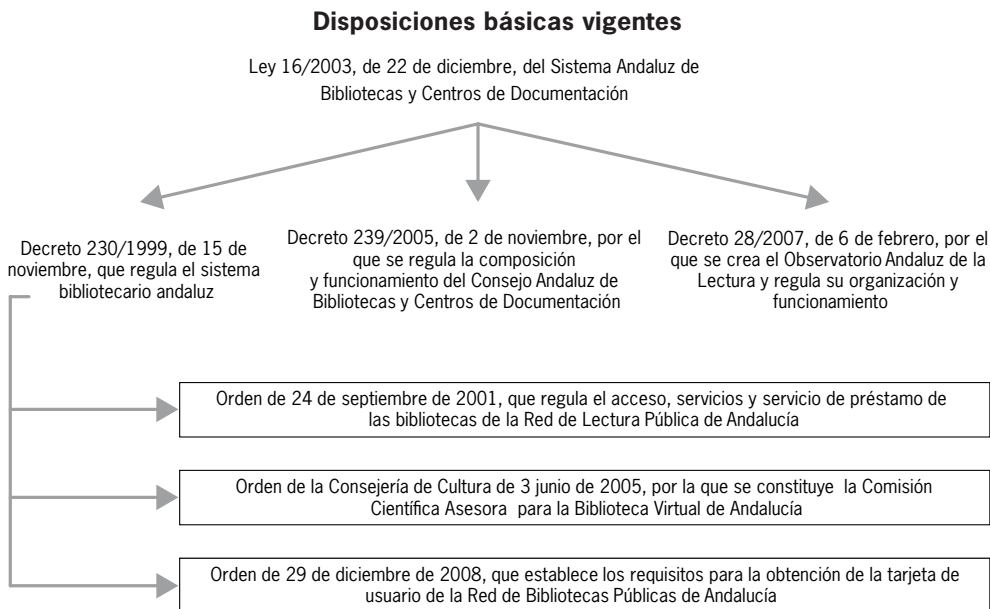 Disposiciones básicas vigentes
Ley 16/2003, de 22 de diciembre, del Sistema Andaluz de
Bibliotecas y Centros de Documentación
Decreto 230/1999, de 15 de
noviembre, que regula el sistema
bibliotecario andaluz
Decreto 239/2005, de 2 de noviembre, por el
que se regula la composición
y funcionamiento del Consejo Andaluz de
Bibliotecas y Centros de Documentación
Decreto 28/2007, de 6 de febrero, por el
que se crea el Observatorio Andaluz de la
Lectura y regula su organización y
funcionamiento
Orden de 24 de septiembre de 2001, que regula el acceso, servicios y servicio de préstamo de
las bibliotecas de la Red de Lectura Pública de Andalucía
Orden de la Consejería de Cultura de 3 junio de 2005, por la que se constituye la Comisión
Científica Asesora para la Biblioteca Virtual de Andalucía
Orden de 29 de diciembre de 2008, que establece los requisitos para la obtención de la tarjeta de
usuario de la Red de Bibliotecas Públicas de Andalucía